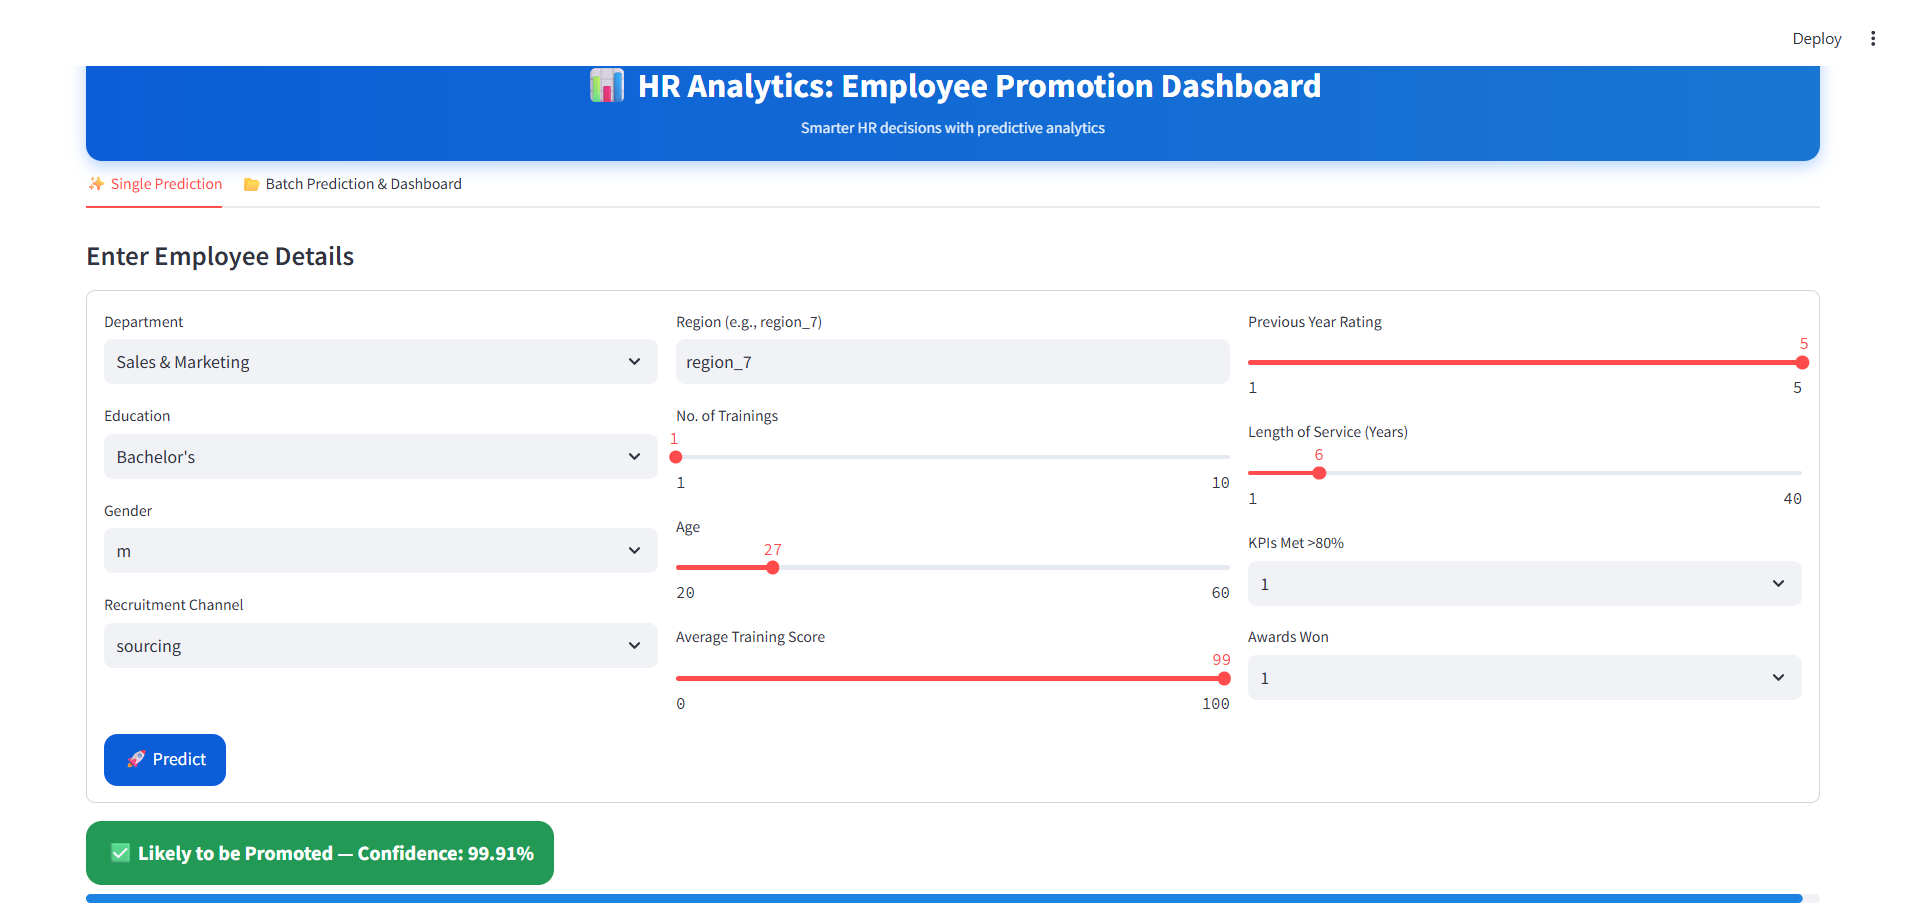 Deploy
HR Analytics: Employee Promotion Dashboard
Smarter HR decisions with predictive analytics
Single Prediction
Batch Prediction & Dashboard
Enter Employee Details
Department
Sales & Marketing
Education
Bachelor's
Gender
m
Recruitment Channel
sourcing
Region (e.g., region_7)
region_7
No. of Trainings
1
1 10
Age
27
20 60
Average Training Score
99
0 100
Previous Year Rating
5
1 5
Length of Service (Years)
6
1 40
KPIs Met >80%
1
Awards Won
1
Predict
Likely to be Promoted — Confidence: 99.91%